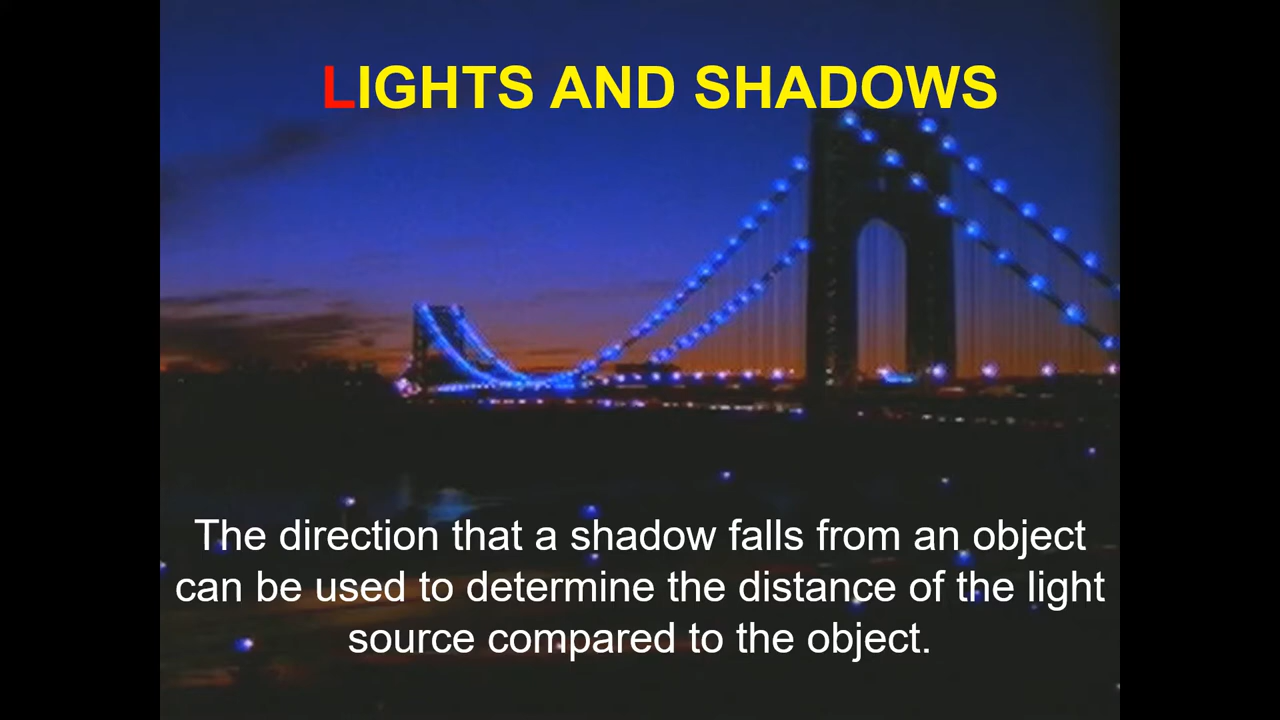 LIGHTS AND SHADOWS
The direction that a shadow falls from an object
can be used to determine the distance of the light
source compared to the object.